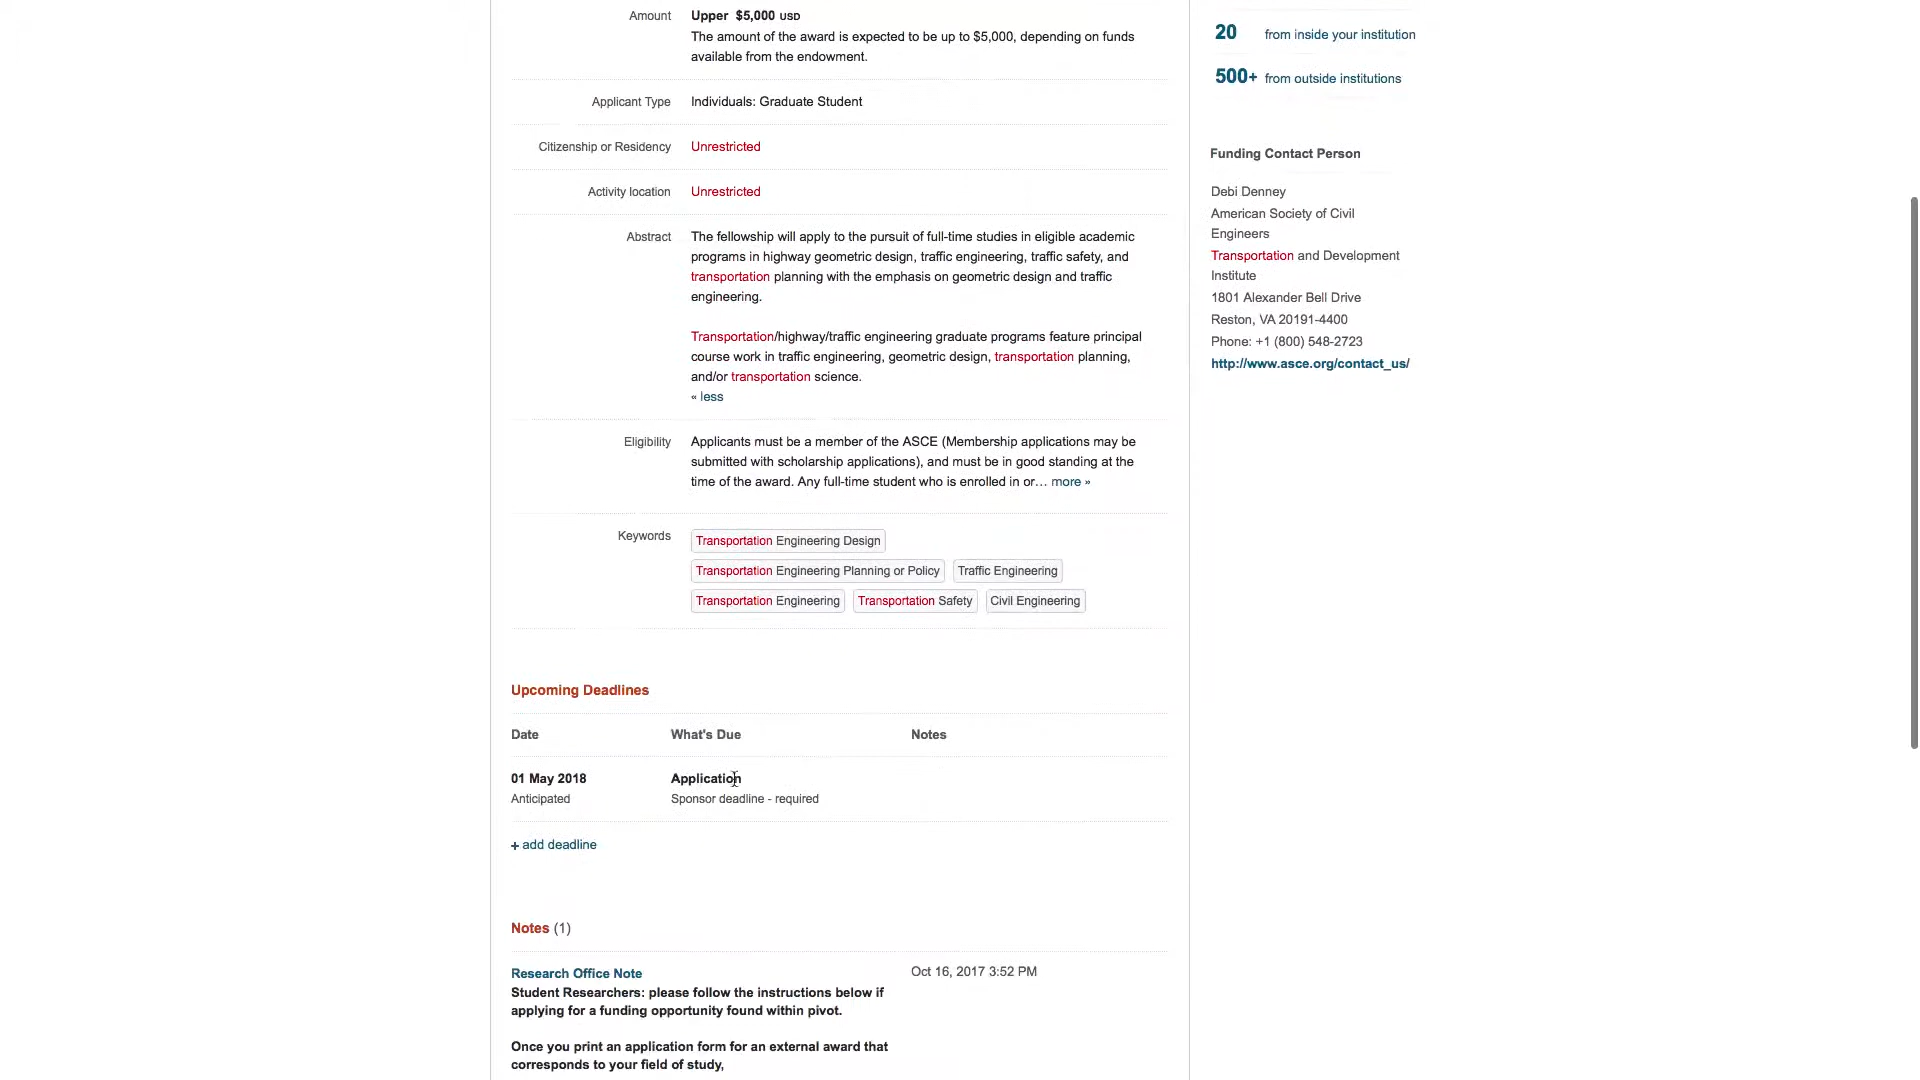 Amount Upper $5,000 USD
The amount of the award is expected to be up to $5,000, depending on funds
available from the endowment.
Applicant Type Individuals: Graduate Student
Citizenship or Residency Unrestricted
Activity location Unrestricted
Abstract The fellowship will apply to the pursuit of full-time studies in eligible academic
programs in highway geometric design, traffic engineering, traffic safety, and
transportation planning with the emphasis on geometric design and traffic
engineering.
Transportation/highway/traffic engineering graduate programs feature principal
course work in traffic engineering, geometric design, transportation planning,
and/or transportation science.
« less
Eligibility Applicants must be a member of the ASCE (Membership applications may be
submitted with scholarship applications), and must be in good standing at the
time of the award. Any full-time student who is enrolled in or… more »
Keywords Transportation Engineering Design
Transportation Engineering Planning or Policy Traffic Engineering
Transportation Engineering Transportation Safety Civil Engineering
Upcoming Deadlines
Date What's Due Notes
01 May 2018 Application
Anticipated Sponsor deadline - required
+ add deadline
Notes (1)
Research Office Note Oct 16, 2017 3:52 PM
Student Researchers: please follow the instructions below if
applying for a funding opportunity found within pivot.
Once you print an application form for an external award that
corresponds to your field of study,
20 from inside your institution
500+ from outside institutions
Funding Contact Person
Debi Denney
American Society of Civil
Engineers
Transportation and Development
Institute
1801 Alexander Bell Drive
Reston, VA 20191-4400
Phone: +1 (800) 548-2723
http://www.asce.org/contact_us/